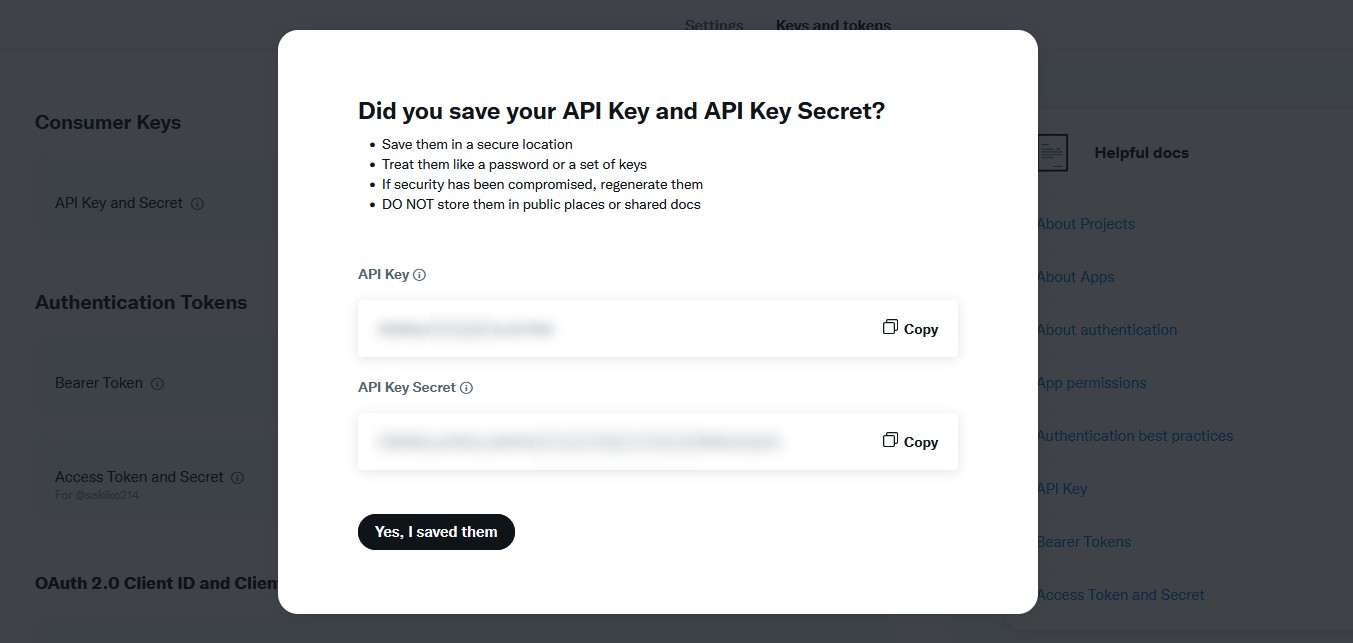 Settings
Keys and tokens
Consumer Keys
API Key and Secret
Authentication Tokens
Bearer Token
Access Token and Secret
For @sakiko214
OAuth 2.0 Client ID and Clien
Did you save your API Key and API Key Secret?
• Save them in a secure location
• Treat them like a password or a set of keys
• If security has been compromised, regenerate them
• DO NOT store them in public places or shared docs
API Key
Copy
API Key Secret
Copy
Yes, I saved them
Helpful docs
About Projects
About Apps
About authentication
App permissions
Authentication best practices
API Key
Bearer Tokens
Access Token and Secret